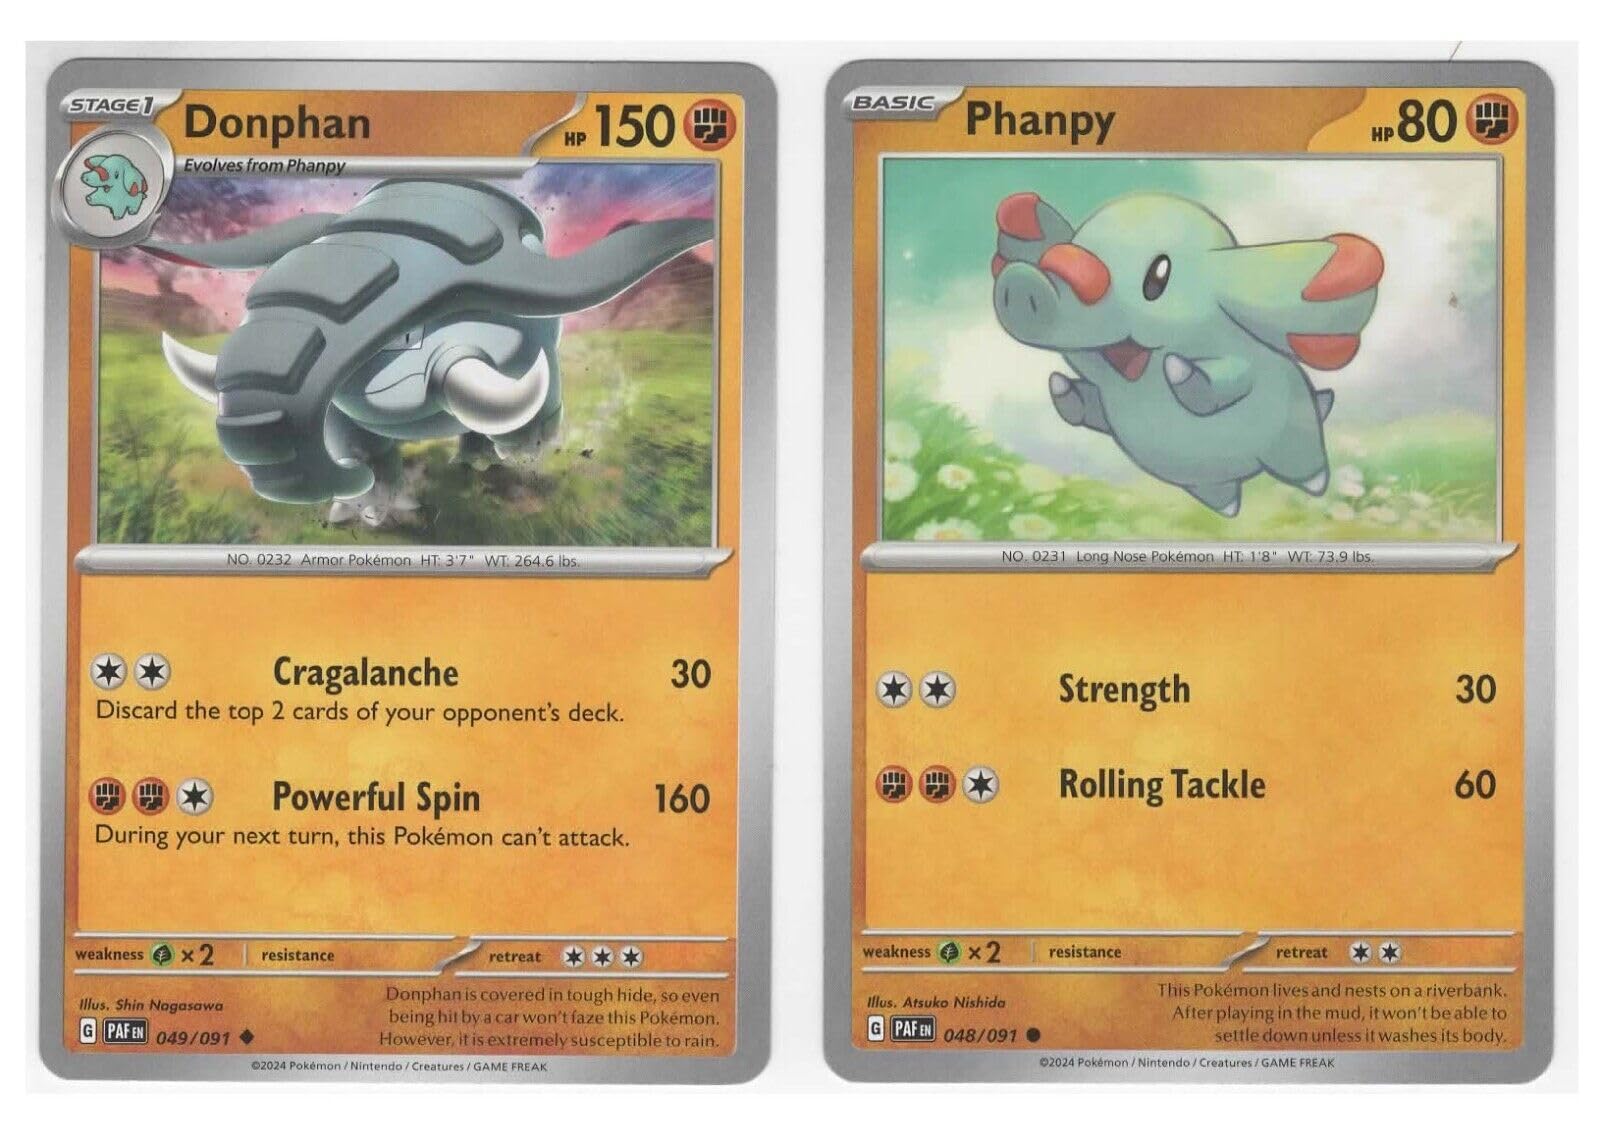 STAGE1
Donphan
HP 150
Evolves from Phanpy
NO. 0232 Armor Pokémon HT: 3'7" WT: 264.6 lbs.
Cragalanche 30
Discard the top 2 cards of your opponent's deck.
Powerful Spin 160
During your next turn, this Pokémon can't attack.
weakness ×2 resistance retreat
Illus. Shin Nagasawa
Donphan is covered in tough hide, so even
being hit by a car won't faze this Pokémon.
However, it is extremely susceptible to rain.
G PAF EN 049/091
©2024 Pokémon / Nintendo / Creatures / GAME FREAK
BASIC
Phanpy
HP 80
NO. 0231 Long Nose Pokémon HT: 1'8" WT: 73.9 lbs.
Strength 30
Rolling Tackle 60
weakness ×2 resistance retreat
Illus. Atsuko Nishida
This Pokémon lives and nests on a riverbank.
After playing in the mud, it won't be able to
settle down unless it washes its body.
G PAF EN 048/091
©2024 Pokémon / Nintendo / Creatures / GAME FREAK